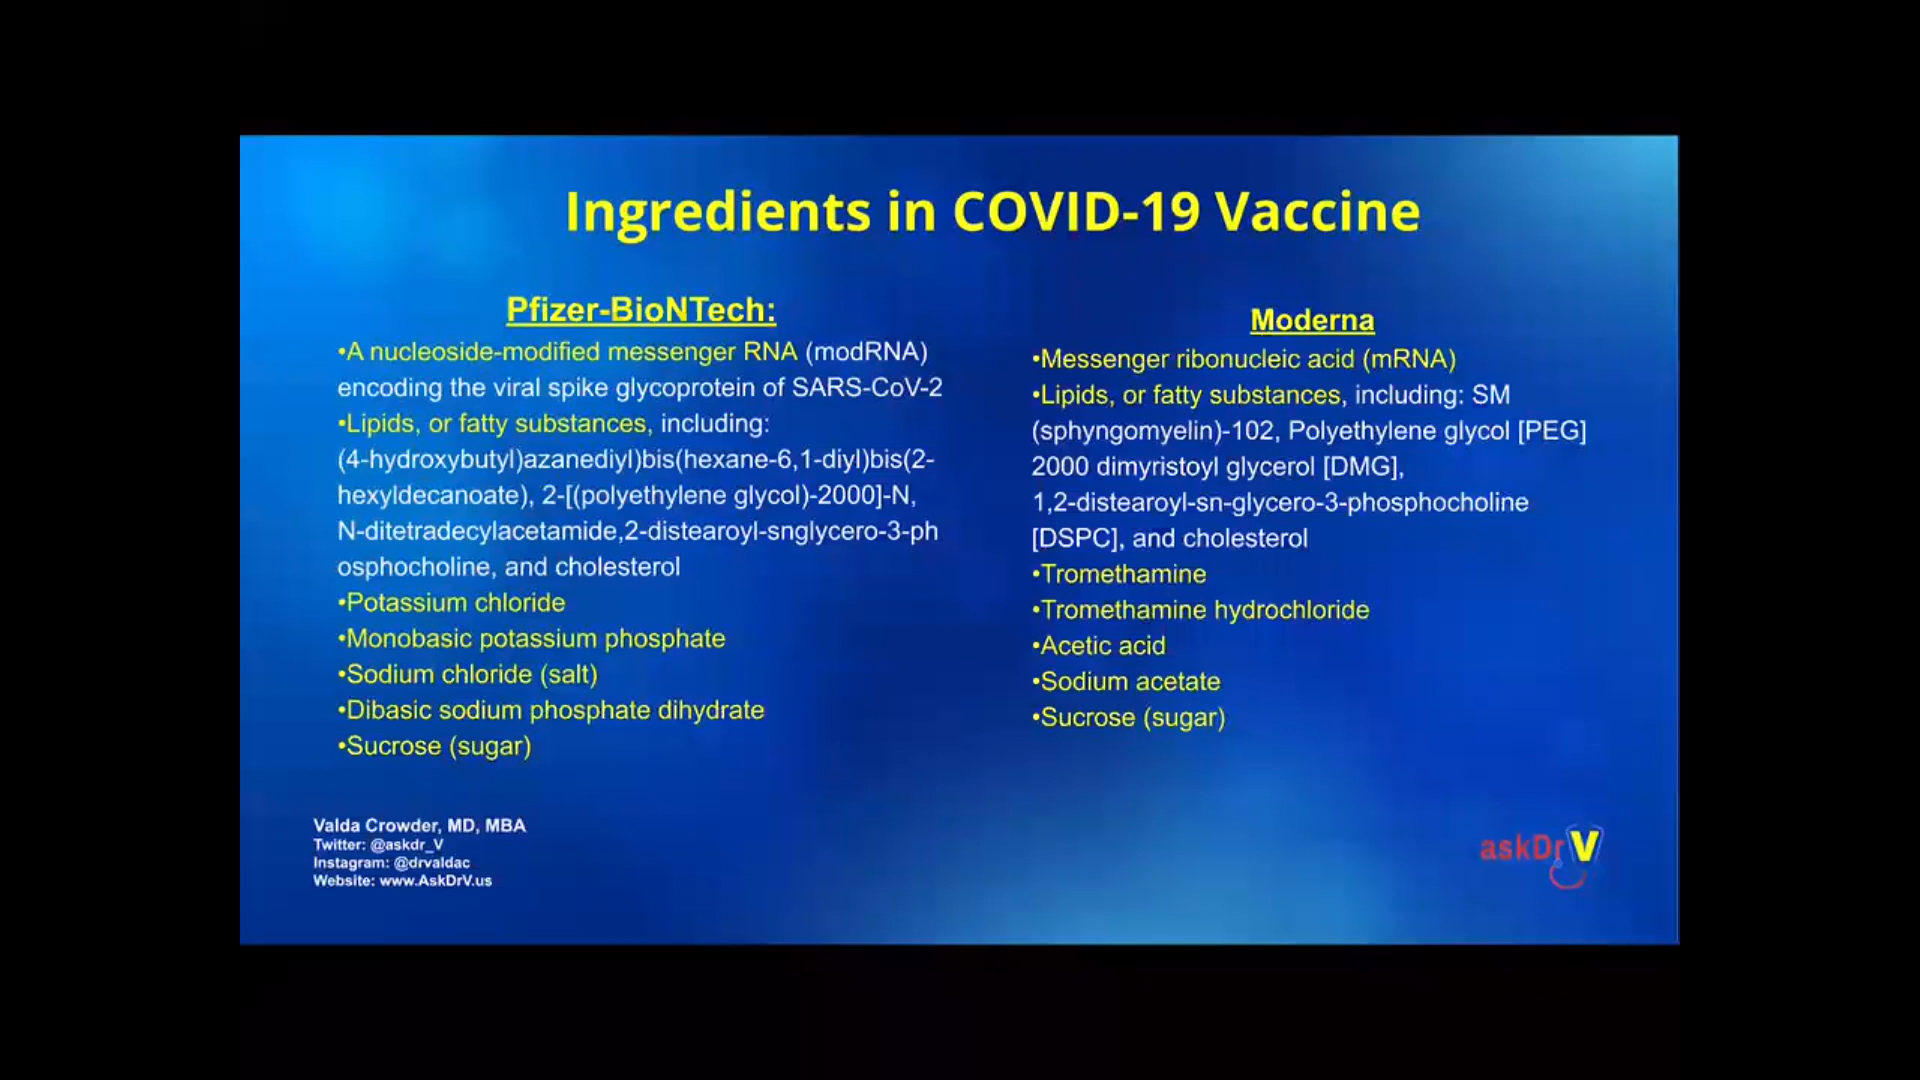 Ingredients in COVID-19 Vaccine
Pfizer-BioNTech:
•A nucleoside-modified messenger RNA (modRNA)
encoding the viral spike glycoprotein of SARS-CoV-2
•Lipids, or fatty substances, including:
(4-hydroxybutyl)azanediyl)bis(hexane-6,1-diyl)bis(2-
hexyldecanoate), 2-[(polyethylene glycol)-2000]-N,
N-ditetradecylacetamide,2-distearoyl-snglycero-3-ph
osphocholine, and cholesterol
•Potassium chloride
•Monobasic potassium phosphate
•Sodium chloride (salt)
•Dibasic sodium phosphate dihydrate
•Sucrose (sugar)
Moderna
•Messenger ribonucleic acid (mRNA)
•Lipids, or fatty substances, including: SM
(sphyngomyelin)-102, Polyethylene glycol [PEG]
2000 dimyristoyl glycerol [DMG],
1,2-distearoyl-sn-glycero-3-phosphocholine
[DSPC], and cholesterol
•Tromethamine
•Tromethamine hydrochloride
•Acetic acid
•Sodium acetate
•Sucrose (sugar)
Valda Crowder, MD, MBA
Twitter: @askdr_V
Instagram: @drvaldac
Website: www.AskDrV.us
askDrV